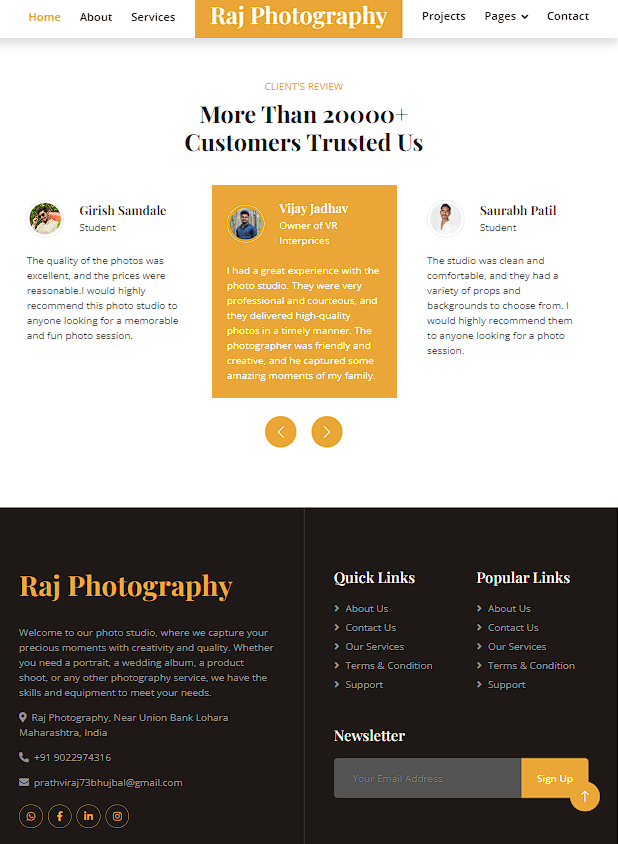 Home About Services Raj Photography Projects Pages Contact
CLIENT'S REVIEW
More Than 20000+
Customers Trusted Us
Girish Samdale
Student
The quality of the photos was
excellent, and the prices were
reasonable.I would highly
recommend this photo studio to
anyone looking for a memorable
and fun photo session.
Vijay Jadhav
Owner of VR
Interprices
I had a great experience with the
photo studio. They were very
professional and courteous, and
they delivered high-quality
photos in a timely manner. The
photographer was friendly and
creative, and he captured some
amazing moments of my family.
Saurabh Patil
Student
The studio was clean and
comfortable, and they had a
variety of props and
backgrounds to choose from. I
would highly recommend them
to anyone looking for a photo
session.
Raj Photography
Welcome to our photo studio, where we capture your
precious moments with creativity and quality. Whether
you need a portrait, a wedding album, a product
shoot, or any other photography service, we have the
skills and equipment to meet your needs.
Raj Photography, Near Union Bank Lohara
Maharashtra, India
+91 9022974316
prathviraj73bhujbal@gmail.com
Quick Links
About Us
Contact Us
Our Services
Terms & Condition
Support
Popular Links
About Us
Contact Us
Our Services
Terms & Condition
Support
Newsletter
Your Email Address
Sign Up